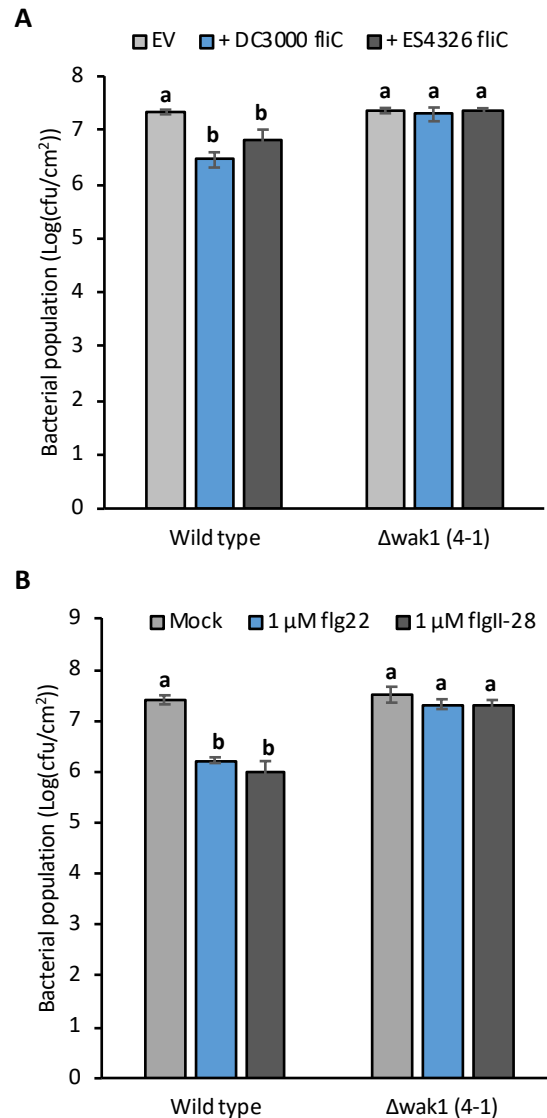 A
EV + DC3000 fliC + ES4326 fliC
Bacterial population (Log(cfu/cm²))
8
7
6
5
4
3
2
1
0
a b b a a a
Wild type Δwak1 (4-1)
B
Mock 1 µM flg22 1 µM flgII-28
Bacterial population (Log(cfu/cm²))
9
8
7
6
5
4
3
2
1
0
a b b a a a
Wild type Δwak1 (4-1)